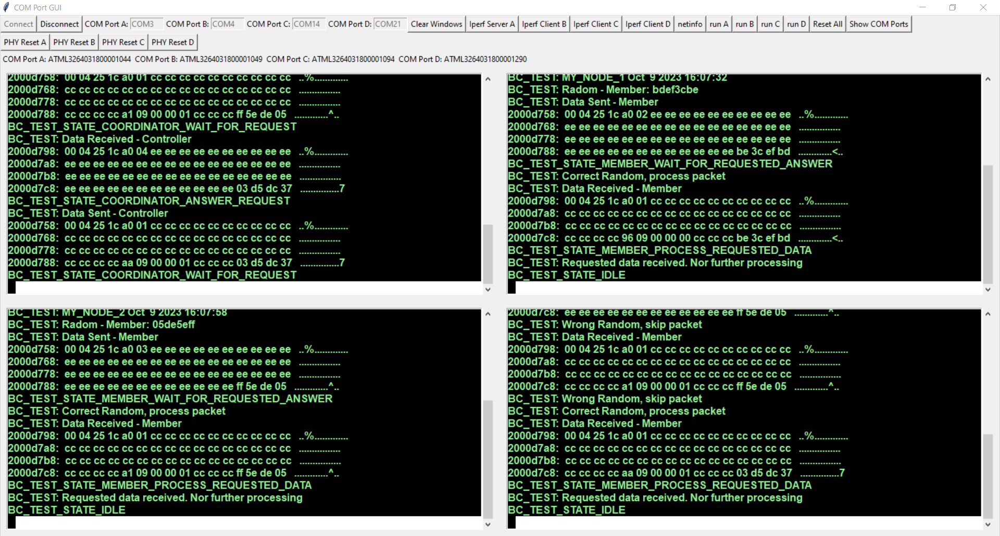 COM Port GUI
Connect Disconnect COM Port A: COM3 COM Port B: COM4 COM Port C: COM14 COM Port D: COM21 Clear Windows Iperf Server A Iperf Client B Iperf Client C Iperf Client D netinfo run A run B run C run D Reset All Show COM Ports
PHY Reset A PHY Reset B PHY Reset C PHY Reset D
COM Port A: ATML3264031800001044 COM Port B: ATML3264031800001049 COM Port C: ATML3264031800001094 COM Port D: ATML3264031800001290
2000d758: 00 04 25 1c a0 01 cc cc cc cc cc cc cc cc cc cc ..%.............
2000d768: cc cc cc cc cc cc cc cc cc cc cc cc cc cc cc cc ................
2000d778: cc cc cc cc cc cc cc cc cc cc cc cc cc cc cc cc ................
2000d788: cc cc cc cc a1 09 00 00 01 cc cc cc ff 5e de 05 .............^..
BC_TEST_STATE_COORDINATOR_WAIT_FOR_REQUEST
BC_TEST: Data Received - Controller
2000d798: 00 04 25 1c a0 04 ee ee ee ee ee ee ee ee ee ee ..%.............
2000d7a8: ee ee ee ee ee ee ee ee ee ee ee ee ee ee ee ee ................
2000d7b8: ee ee ee ee ee ee ee ee ee ee ee ee ee ee ee ee ................
2000d7c8: ee ee ee ee ee ee ee ee ee ee ee ee 03 d5 dc 37 ...............7
BC_TEST_STATE_COORDINATOR_ANSWER_REQUEST
BC_TEST: Data Sent - Controller
2000d758: 00 04 25 1c a0 01 cc cc cc cc cc cc cc cc cc cc ..%.............
2000d768: cc cc cc cc cc cc cc cc cc cc cc cc cc cc cc cc ................
2000d778: cc cc cc cc cc cc cc cc cc cc cc cc cc cc cc cc ................
2000d788: cc cc cc cc aa 09 00 00 01 cc cc cc 03 d5 dc 37 ...............7
BC_TEST_STATE_COORDINATOR_WAIT_FOR_REQUEST
BC_TEST: MY_NODE_1 Oct 9 2023 16:07:32
BC_TEST: Radom - Member: bdef3cbe
BC_TEST: Data Sent - Member
2000d758: 00 04 25 1c a0 02 ee ee ee ee ee ee ee ee ee ee ..%.............
2000d768: ee ee ee ee ee ee ee ee ee ee ee ee ee ee ee ee ................
2000d778: ee ee ee ee ee ee ee ee ee ee ee ee ee ee ee ee ................
2000d788: ee ee ee ee ee ee ee ee ee ee ee ee be 3c ef bd .............<..
BC_TEST_STATE_MEMBER_WAIT_FOR_REQUESTED_ANSWER
BC_TEST: Correct Random, process packet
BC_TEST: Data Received - Member
2000d798: 00 04 25 1c a0 01 cc cc cc cc cc cc cc cc cc cc ..%.............
2000d7a8: cc cc cc cc cc cc cc cc cc cc cc cc cc cc cc cc ................
2000d7b8: cc cc cc cc cc cc cc cc cc cc cc cc cc cc cc cc ................
2000d7c8: cc cc cc cc 96 09 00 00 00 cc cc cc be 3c ef bd .............<..
BC_TEST_STATE_MEMBER_PROCESS_REQUESTED_DATA
BC_TEST: Requested data received. Nor further processing
BC_TEST_STATE_IDLE
BC_TEST: MY_NODE_2 Oct 9 2023 16:07:58
BC_TEST: Radom - Member: 05de5eff
BC_TEST: Data Sent - Member
2000d758: 00 04 25 1c a0 03 ee ee ee ee ee ee ee ee ee ee ..%.............
2000d768: ee ee ee ee ee ee ee ee ee ee ee ee ee ee ee ee ................
2000d778: ee ee ee ee ee ee ee ee ee ee ee ee ee ee ee ee ................
2000d788: ee ee ee ee ee ee ee ee ee ee ee ee ff 5e de 05 .............^..
BC_TEST_STATE_MEMBER_WAIT_FOR_REQUESTED_ANSWER
BC_TEST: Correct Random, process packet
BC_TEST: Data Received - Member
2000d798: 00 04 25 1c a0 01 cc cc cc cc cc cc cc cc cc cc ..%.............
2000d7a8: cc cc cc cc cc cc cc cc cc cc cc cc cc cc cc cc ................
2000d7b8: cc cc cc cc cc cc cc cc cc cc cc cc cc cc cc cc ................
2000d7c8: cc cc cc cc a1 09 00 00 01 cc cc cc ff 5e de 05 .............^..
BC_TEST_STATE_MEMBER_PROCESS_REQUESTED_DATA
BC_TEST: Requested data received. Nor further processing
BC_TEST_STATE_IDLE
2000d7c8: ee ee ee ee ee ee ee ee ee ee ee ee ff 5e de 05 .............^..
BC_TEST: Wrong Random, skip packet
BC_TEST: Data Received - Member
2000d798: 00 04 25 1c a0 01 cc cc cc cc cc cc cc cc cc cc ..%.............
2000d7a8: cc cc cc cc cc cc cc cc cc cc cc cc cc cc cc cc ................
2000d7b8: cc cc cc cc cc cc cc cc cc cc cc cc cc cc cc cc ................
2000d7c8: cc cc cc cc a1 09 00 00 01 cc cc cc ff 5e de 05 .............^..
BC_TEST: Wrong Random, skip packet
BC_TEST: Correct Random, process packet
BC_TEST: Data Received - Member
2000d798: 00 04 25 1c a0 01 cc cc cc cc cc cc cc cc cc cc ..%.............
2000d7a8: cc cc cc cc cc cc cc cc cc cc cc cc cc cc cc cc ................
2000d7b8: cc cc cc cc cc cc cc cc cc cc cc cc cc cc cc cc ................
2000d7c8: cc cc cc cc aa 09 00 00 01 cc cc cc 03 d5 dc 37 ...............7
BC_TEST_STATE_MEMBER_PROCESS_REQUESTED_DATA
BC_TEST: Requested data received. Nor further processing
BC_TEST_STATE_IDLE